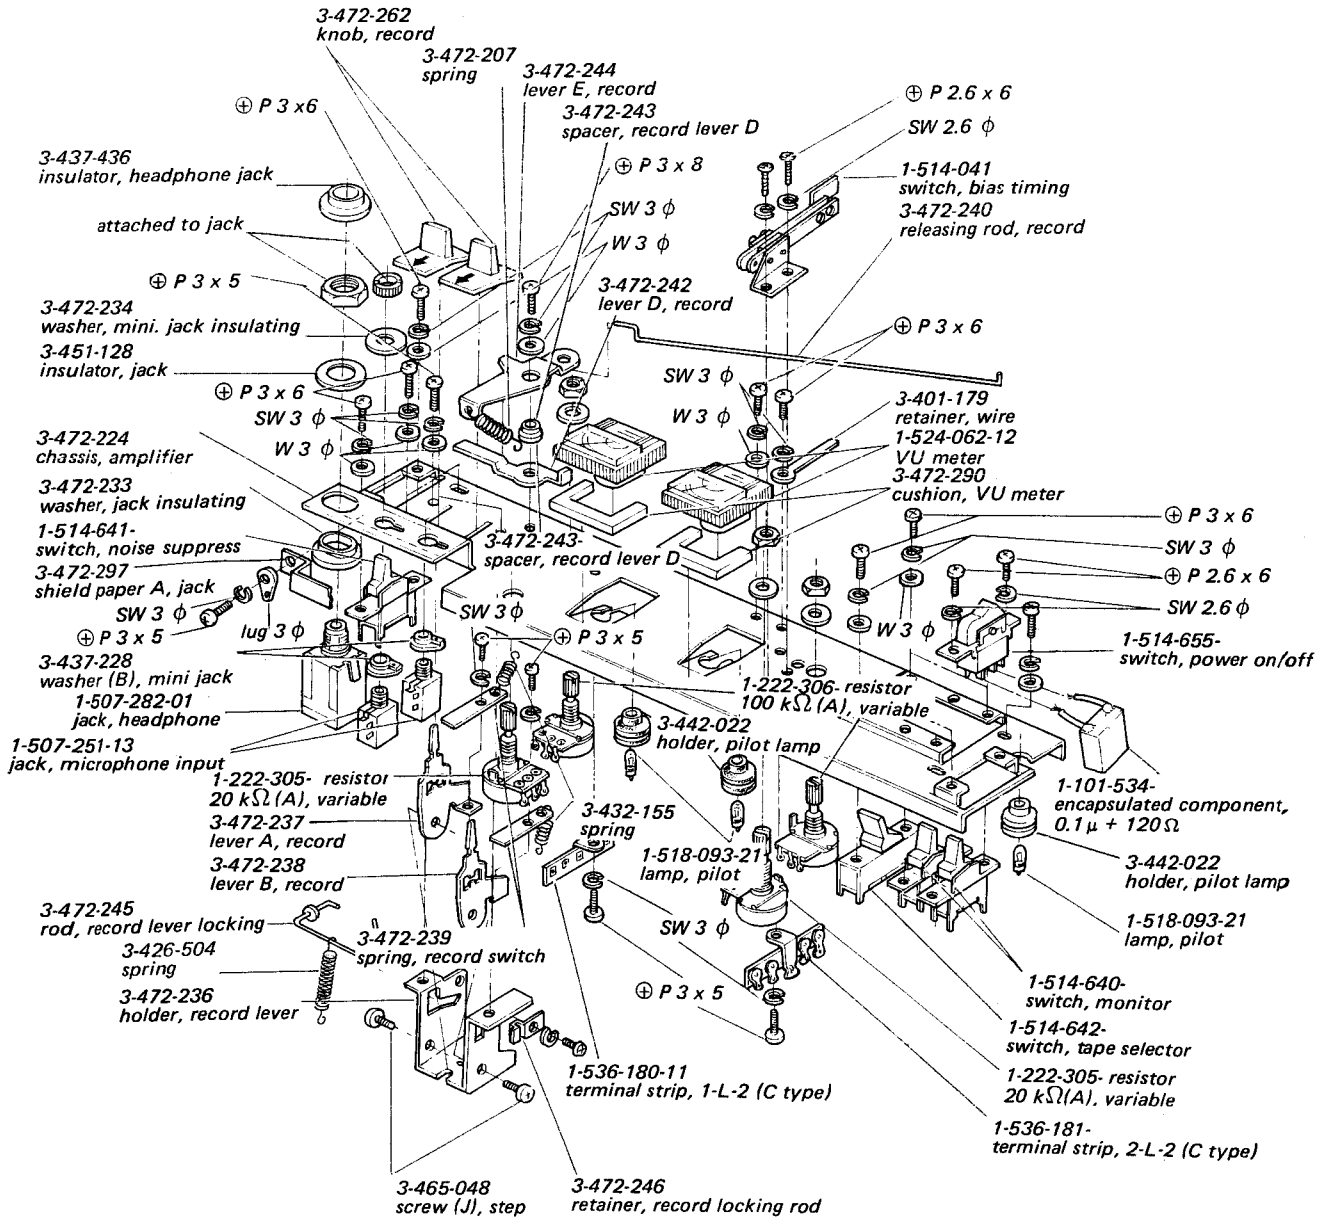 3-472-262
knob, record
3-472-207
spring
3-472-244
lever E, record
3-472-243
spacer, record lever D
⊕ P 3 x6
⊕ P 2.6 x 6
SW 2.6 ϕ
3-437-436
insulator, headphone jack
⊕ P 3 x 8
1-514-041
switch, bias timing
3-472-240
releasing rod, record
attached to jack
SW 3 ϕ
W 3 ϕ
⊕ P 3 x 5
3-472-242
lever D, record
3-472-234
washer, mini. jack insulating
3-451-128
insulator, jack
⊕ P 3 x 6
⊕ P 3 x 6
SW 3 ϕ
W 3 ϕ
SW 3 ϕ
W 3 ϕ
3-401-179
retainer, wire
1-524-062-12
VU meter
3-472-290
cushion, VU meter
3-472-224
chassis, amplifier
3-472-233
washer, jack insulating
1-514-641-
switch, noise suppress
3-472-297
shield paper A, jack
SW 3 ϕ
⊕ P 3 x 5
lug 3 ϕ
3-472-243-
spacer, record lever D
SW 3 ϕ
⊕ P 3 x 5
⊕ P 3 x 6
SW 3 ϕ
⊕ P 2.6 x 6
SW 2.6 ϕ
W 3 ϕ
1-514-655-
switch, power on/off
3-437-228
washer (B), mini jack
1-507-282-01
jack, headphone
1-507-251-13
jack, microphone input
1-222-306- resistor
100 kΩ (A), variable
3-442-022
holder, pilot lamp
1-222-305- resistor
20 kΩ (A), variable
3-472-237
lever A, record
3-472-238
lever B, record
3-432-155
spring
1-518-093-21
lamp, pilot
1-101-534-
encapsulated component,
0.1 μ + 120 Ω
3-442-022
holder, pilot lamp
1-518-093-21
lamp, pilot
3-472-245
rod, record lever locking
3-426-504
spring
3-472-236
holder, record lever
3-472-239
spring, record switch
SW 3 ϕ
⊕ P 3 x 5
1-514-640-
switch, monitor
1-514-642-
switch, tape selector
1-536-180-11
terminal strip, 1-L-2 (C type)
1-222-305- resistor
20 kΩ (A), variable
1-536-181-
terminal strip, 2-L-2 (C type)
3-465-048
screw (J), step
3-472-246
retainer, record locking rod